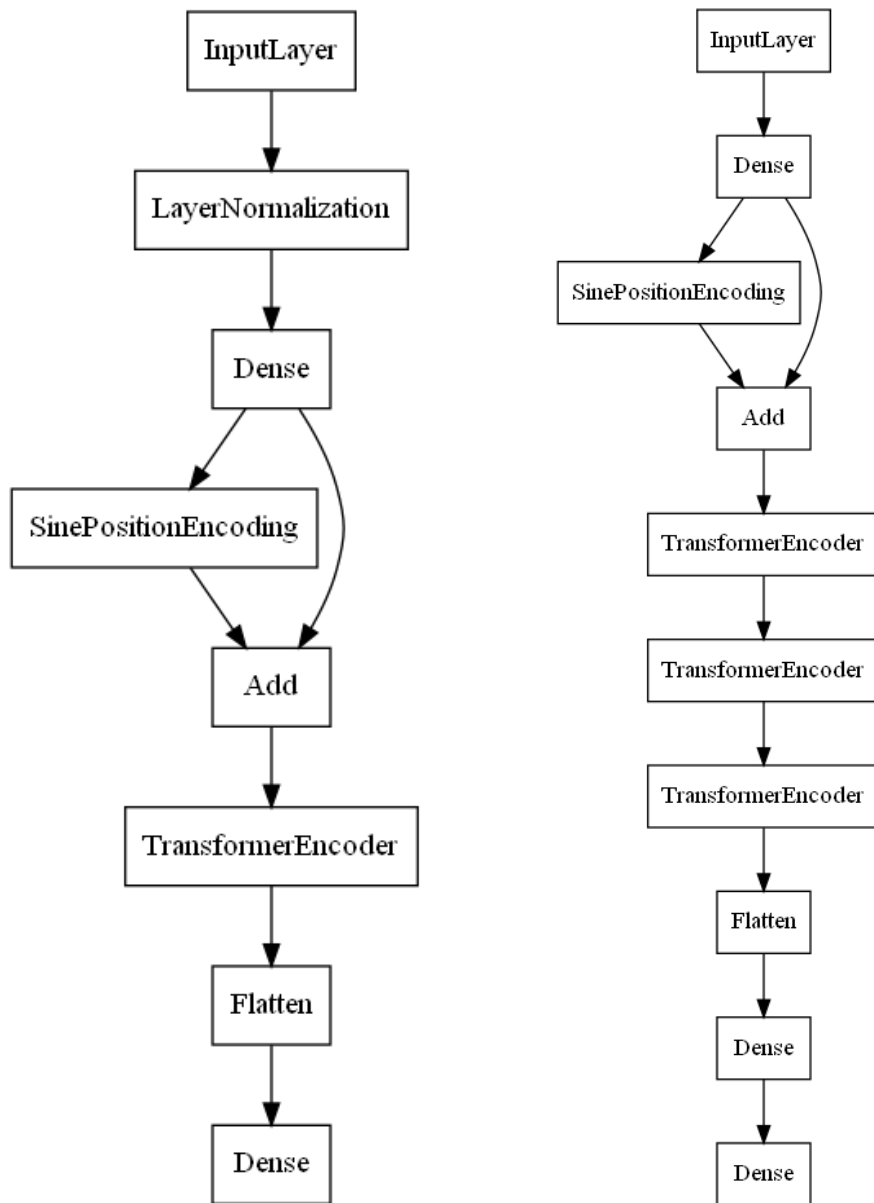 InputLayer
LayerNormalization
Dense
SinePositionEncoding
Add
TransformerEncoder
Flatten
Dense
InputLayer
Dense
SinePositionEncoding
Add
TransformerEncoder
TransformerEncoder
TransformerEncoder
Flatten
Dense
Dense